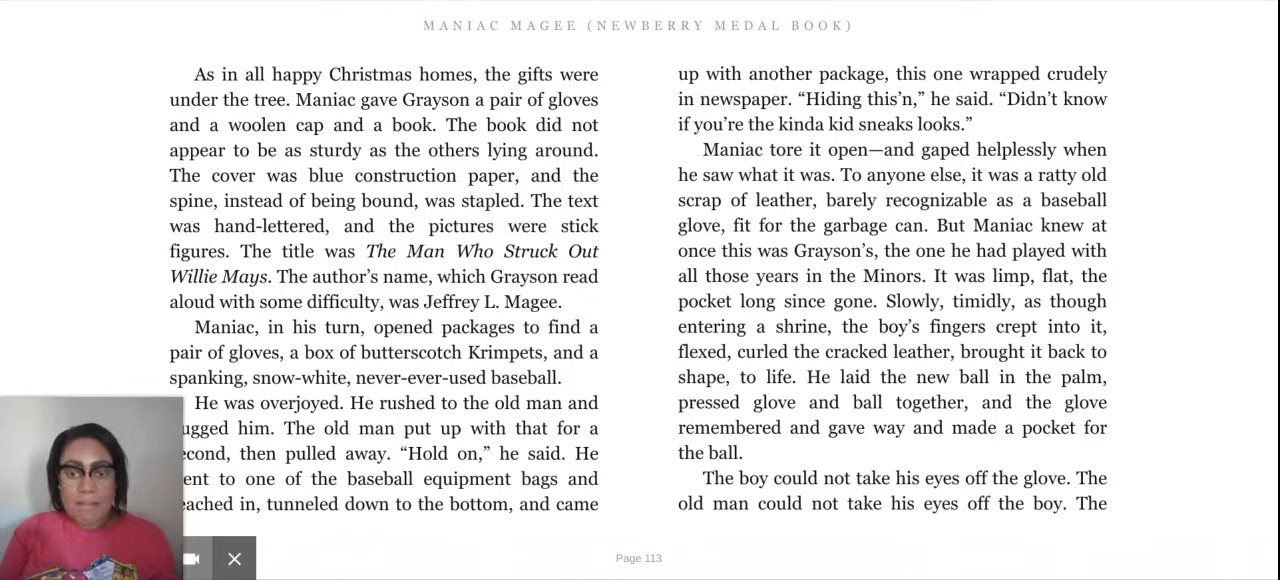 MANIAC MAGEE (NEWBERRY MEDAL BOOK)
As in all happy Christmas homes, the gifts were
under the tree. Maniac gave Grayson a pair of gloves
and a woolen cap and a book. The book did not
appear to be as sturdy as the others lying around.
The cover was blue construction paper, and the
spine, instead of being bound, was stapled. The text
was hand-lettered, and the pictures were stick
figures. The title was The Man Who Struck Out
Willie Mays. The author’s name, which Grayson read
aloud with some difficulty, was Jeffrey L. Magee.
Maniac, in his turn, opened packages to find a
pair of gloves, a box of butterscotch Krimpets, and a
spanking, snow-white, never-ever-used baseball.
He was overjoyed. He rushed to the old man and
ugged him. The old man put up with that for a
econd, then pulled away. “Hold on,” he said. He
ent to one of the baseball equipment bags and
eached in, tunneled down to the bottom, and came
up with another package, this one wrapped crudely
in newspaper. “Hiding this’n,” he said. “Didn’t know
if you’re the kinda kid sneaks looks.”
Maniac tore it open—and gaped helplessly when
he saw what it was. To anyone else, it was a ratty old
scrap of leather, barely recognizable as a baseball
glove, fit for the garbage can. But Maniac knew at
once this was Grayson’s, the one he had played with
all those years in the Minors. It was limp, flat, the
pocket long since gone. Slowly, timidly, as though
entering a shrine, the boy’s fingers crept into it,
flexed, curled the cracked leather, brought it back to
shape, to life. He laid the new ball in the palm,
pressed glove and ball together, and the glove
remembered and gave way and made a pocket for
the ball.
The boy could not take his eyes off the glove. The
old man could not take his eyes off the boy. The
Page 113